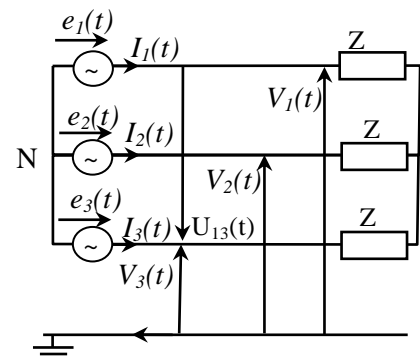 e₁(t)
I₁(t)
Z
V₁(t)
e₂(t)
I₂(t)
Z
N
V₂(t)
e₃(t)
Z
I₃(t)
U₁₃(t)
V₃(t)
~
~
~